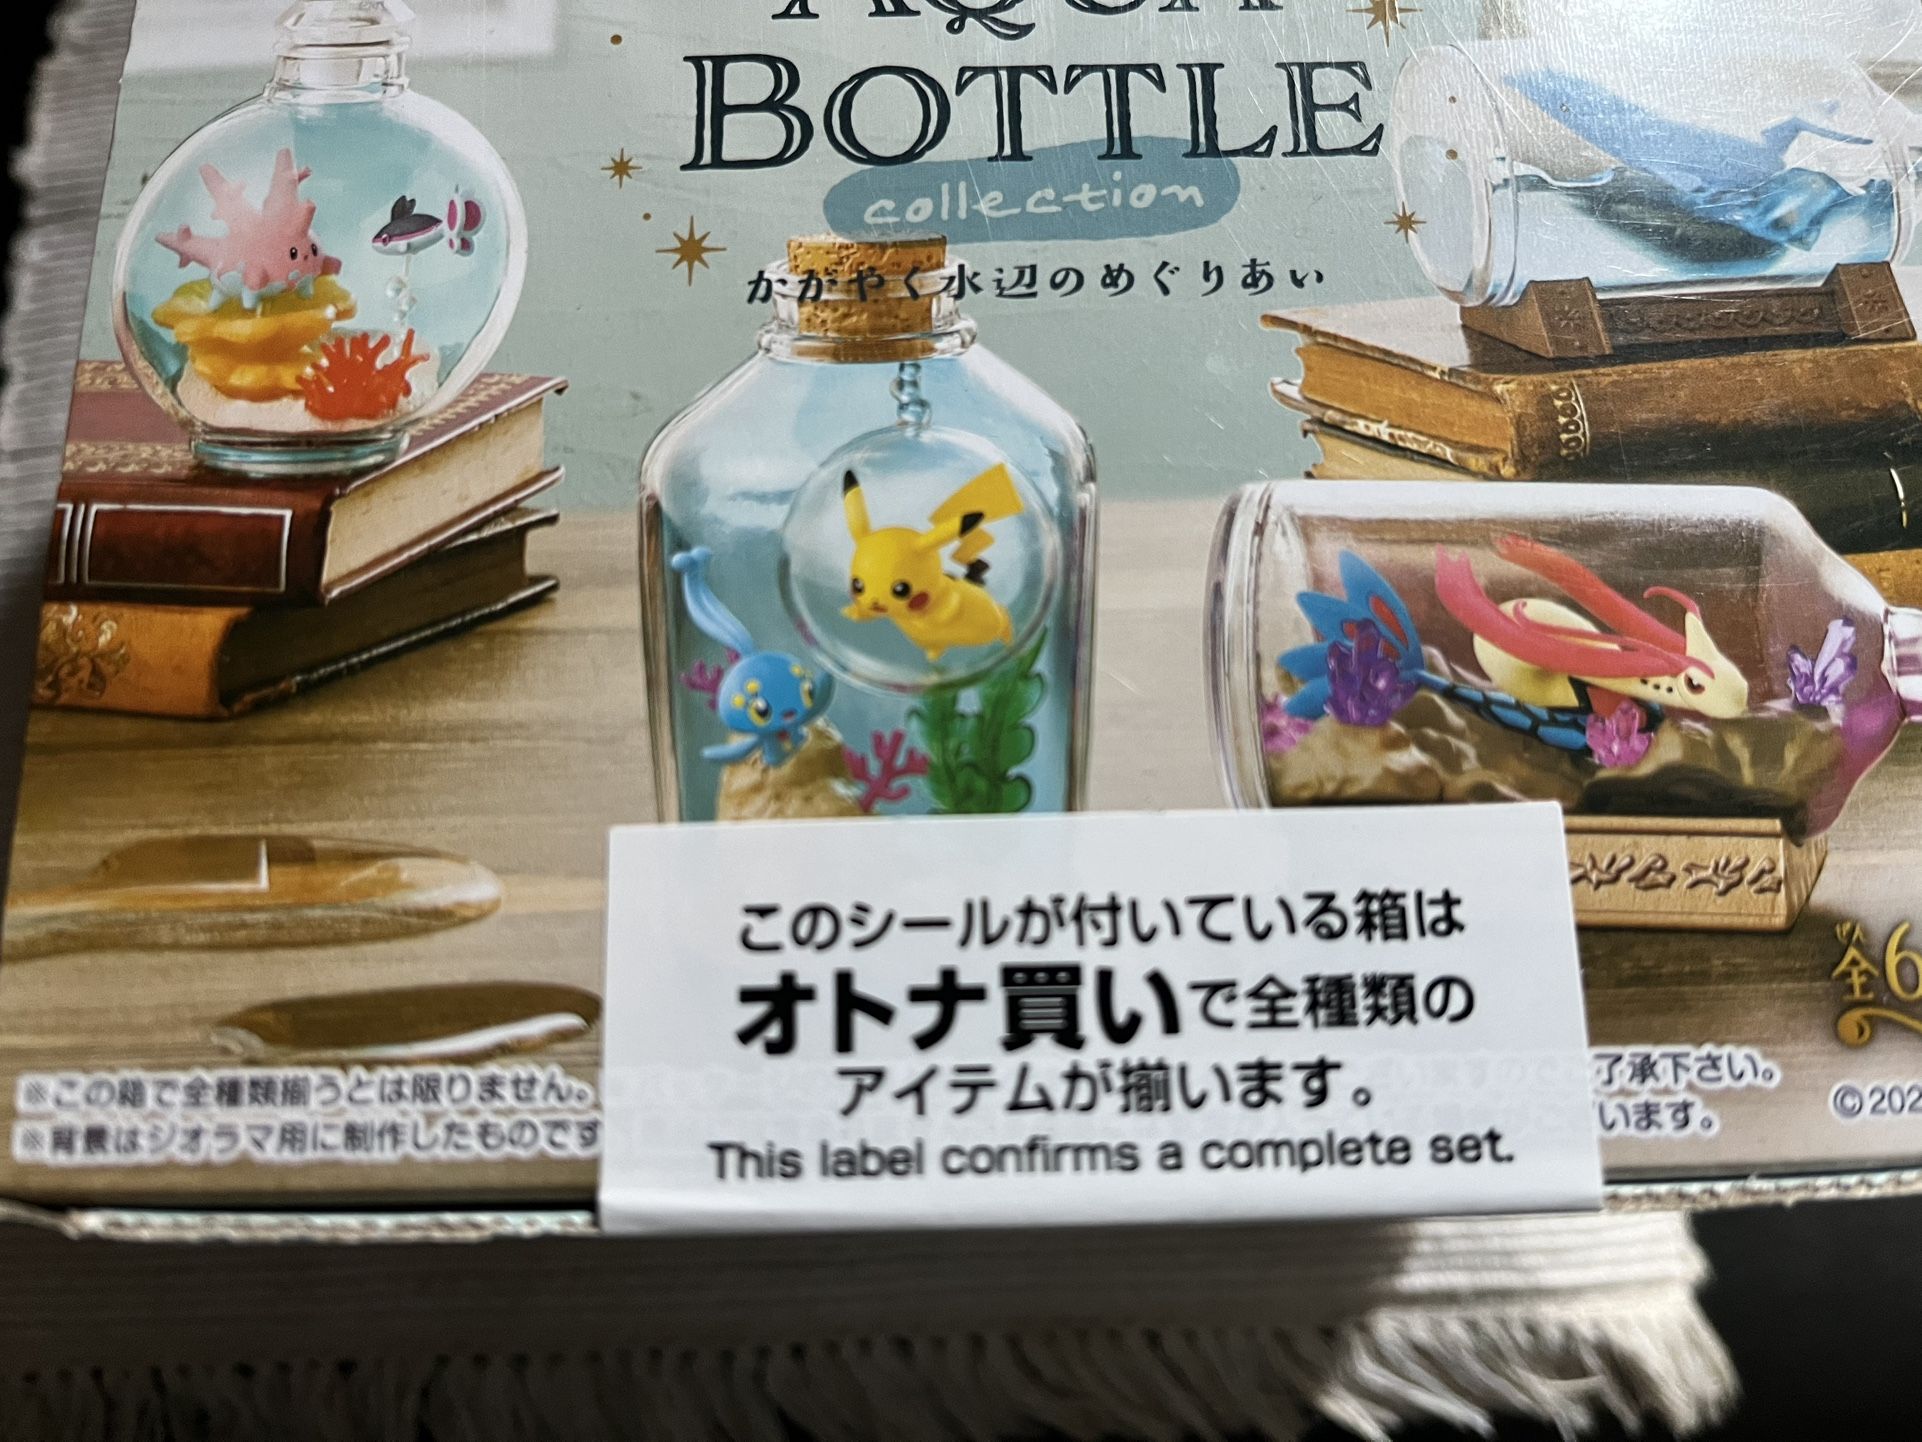 AQUA
BOTTLE
collection
かがやく水辺のめぐりあい
全6
このシールが付いている箱は
オトナ買いで全種類の
アイテムが揃います。
This label confirms a complete set.
※この箱で全種類揃うとは限りません。
了承下さい。
※背景はジオラマ用に制作したものです
います。
©202